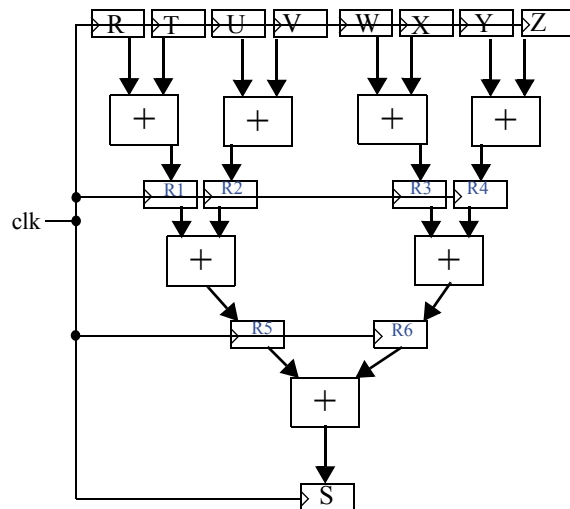 R T U V W X Y Z
+ + + +
R1 R2 R3 R4
clk
+ +
R5 R6
+
S